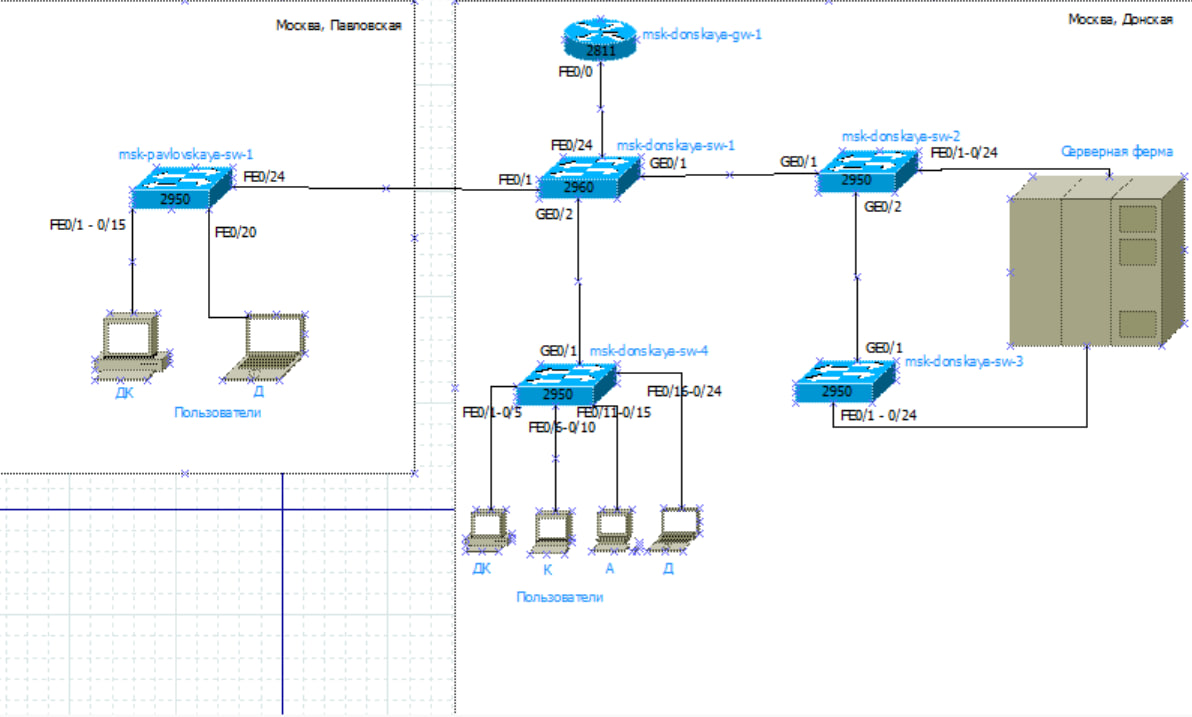 Москва, Павловская
msk-pavlovskaya-sw-1
2950
FE0/24
FE0/1 - 0/15
FE0/20
ДК
Д
Пользователи
Москва, Донская
msk-donskaya-gw-1
2811
FE0/0
FE0/24
msk-donskaya-sw-1
FE0/1
2960
GE0/1
GE0/2
msk-donskaya-sw-2
GE0/1
2950
FE0/1-0/24
GE0/2
Серверная ферма
GE0/1
msk-donskaya-sw-4
2950
FE0/1-0/5
FE0/6-0/10
FE0/11-0/15
FE0/16-0/24
GE0/1
msk-donskaya-sw-3
2950
FE0/1 - 0/24
ДК
К
А
Д
Пользователи